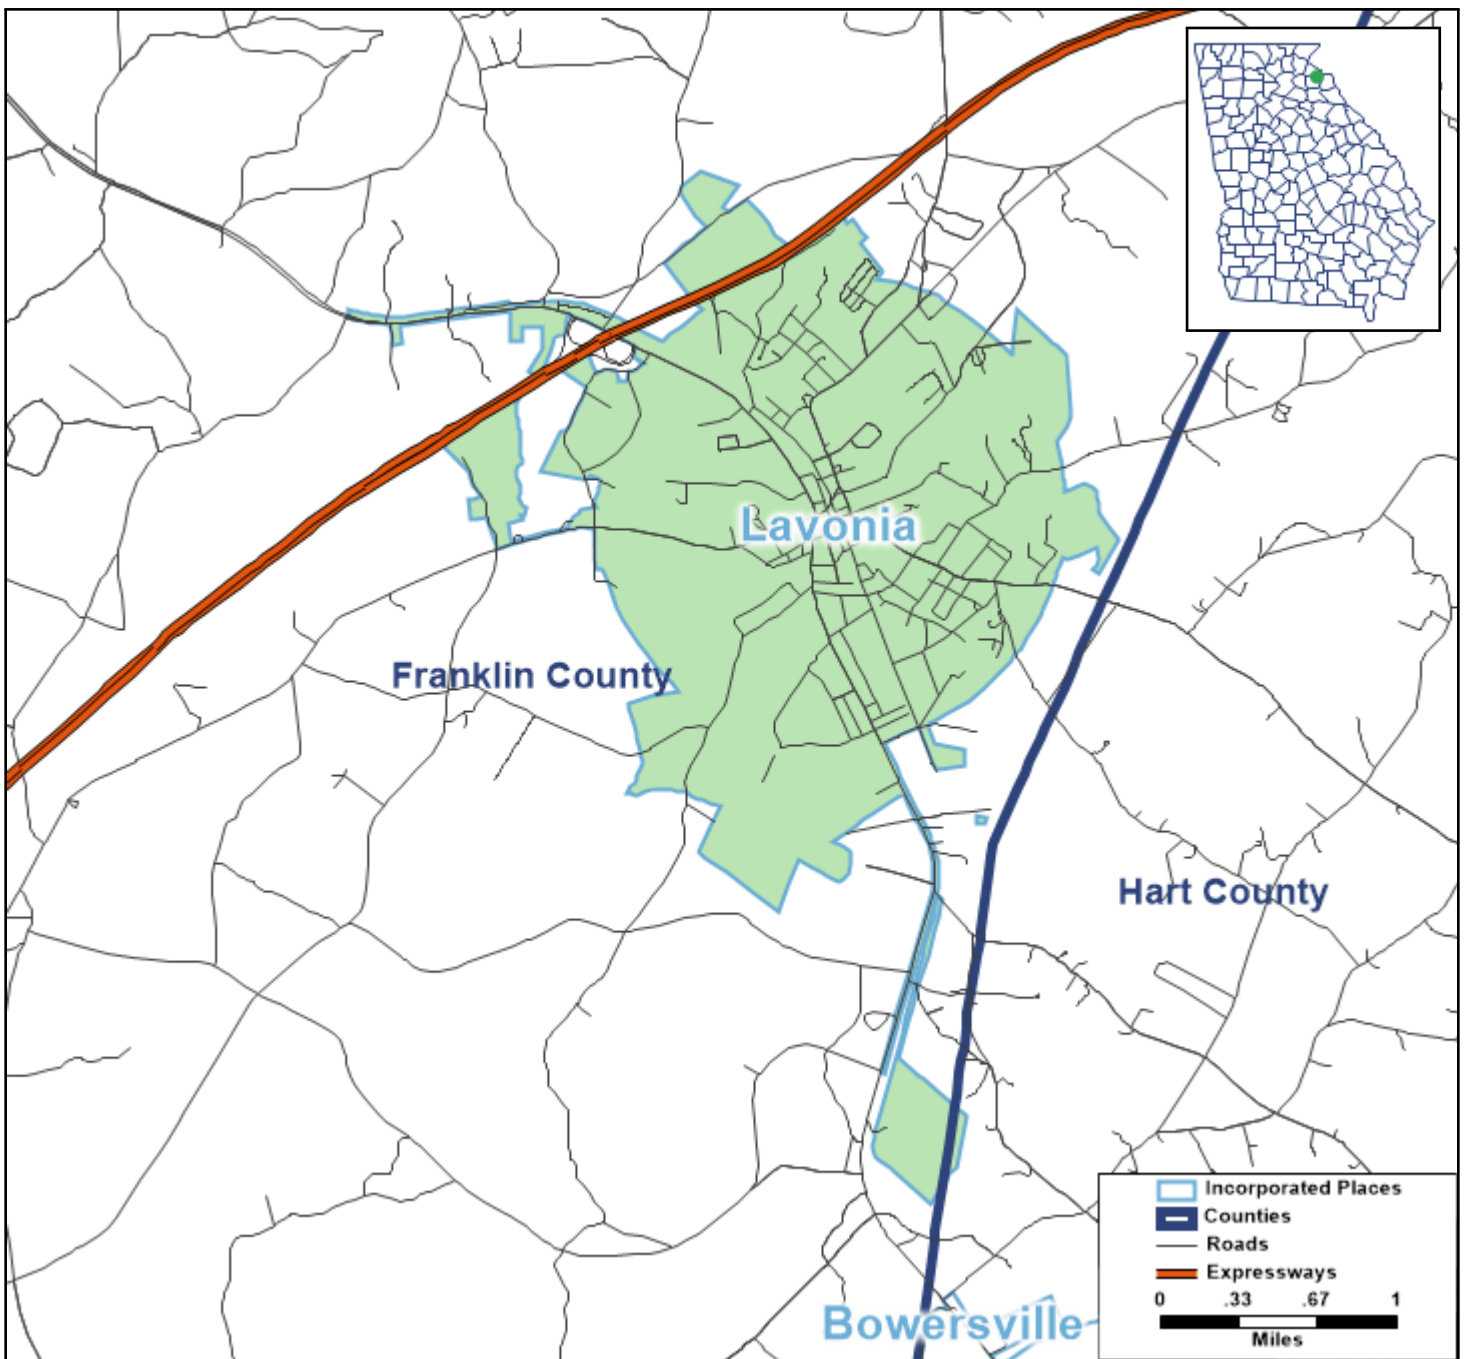 Lavonia
Franklin County
Hart County
Bowersville
Incorporated Places
Counties
Roads
Expressways
0 .33 .67 1
Miles